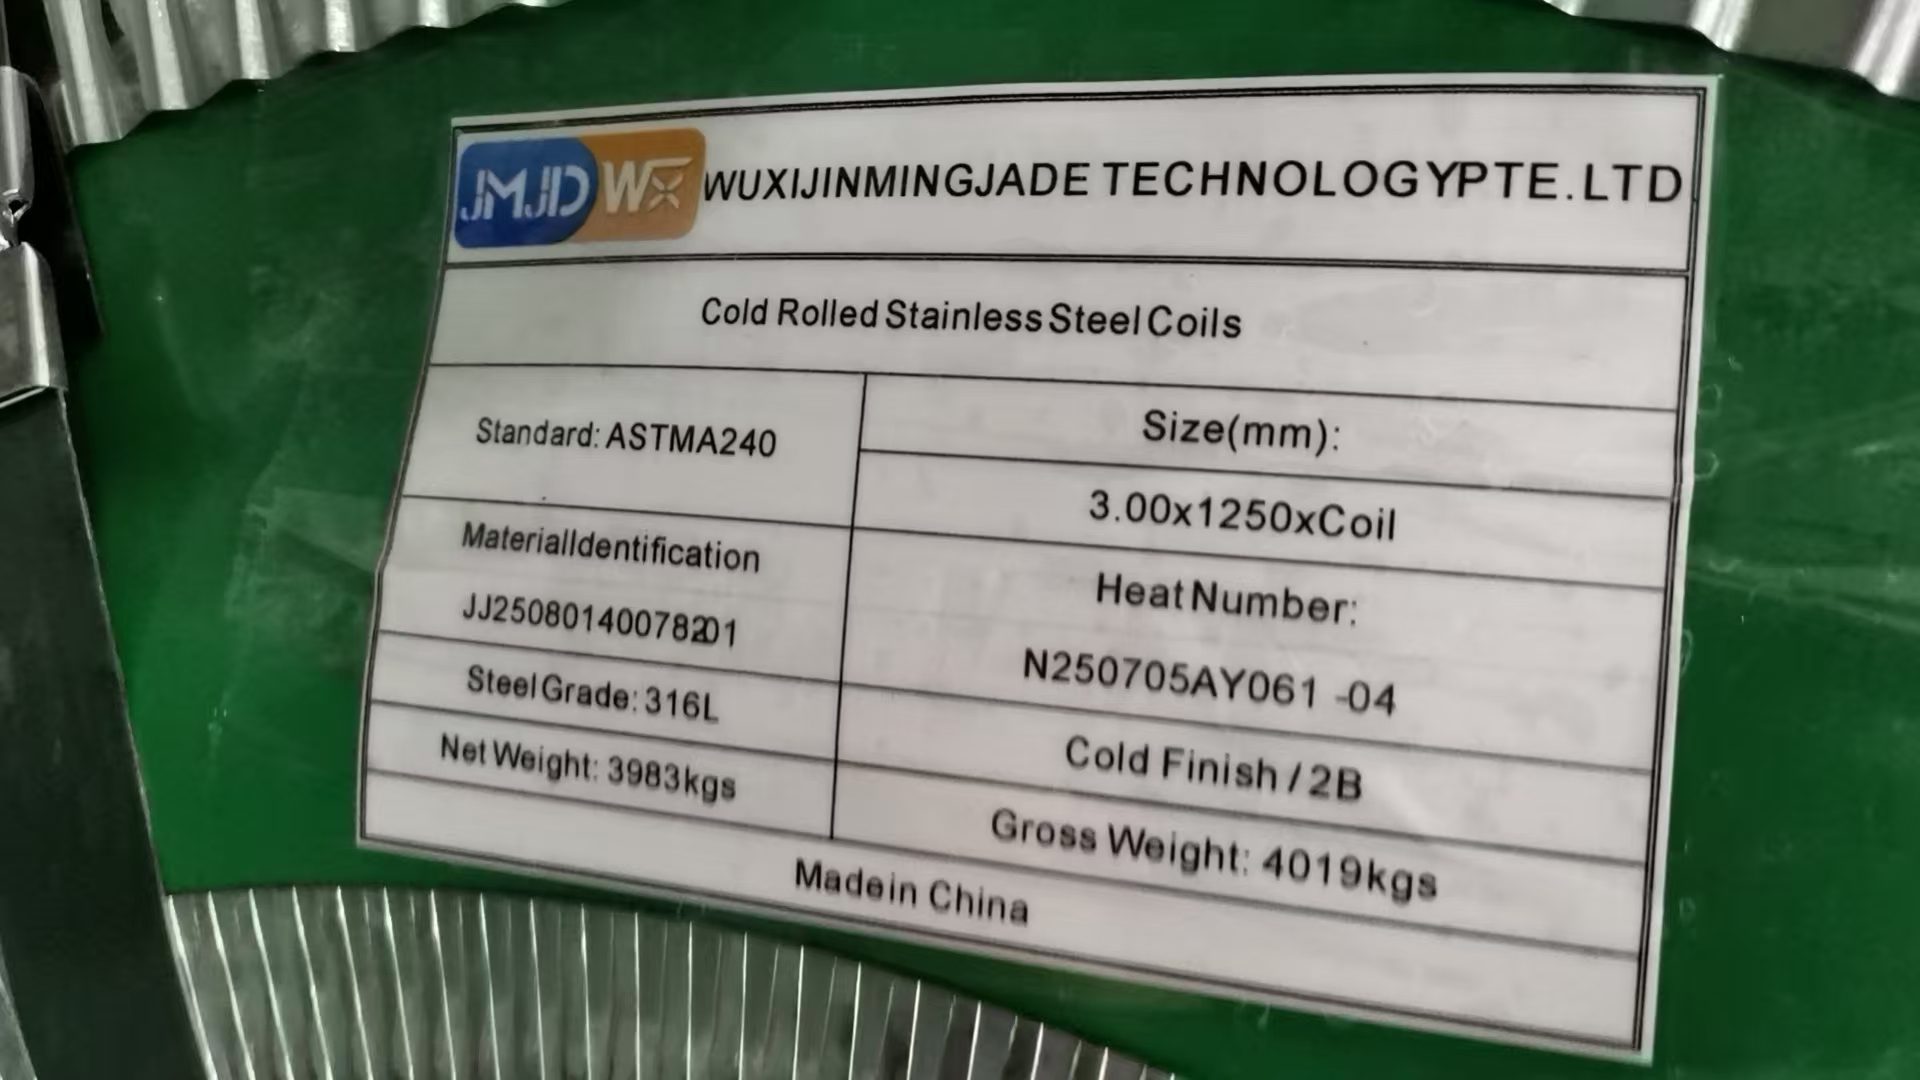 JMJD WX WUXIJINMINGJADE TECHNOLOGYPTE.LTD
Cold Rolled Stainless Steel Coils
Standard: ASTMA240
Size(mm):
3.00x1250xCoil
MaterialIdentification
JJ25080140078201
Heat Number:
N250705AY061 -04
Steel Grade: 316L
Cold Finish / 2B
Net Weight: 3983kgs
Gross Weight: 4019kgs
Madein China